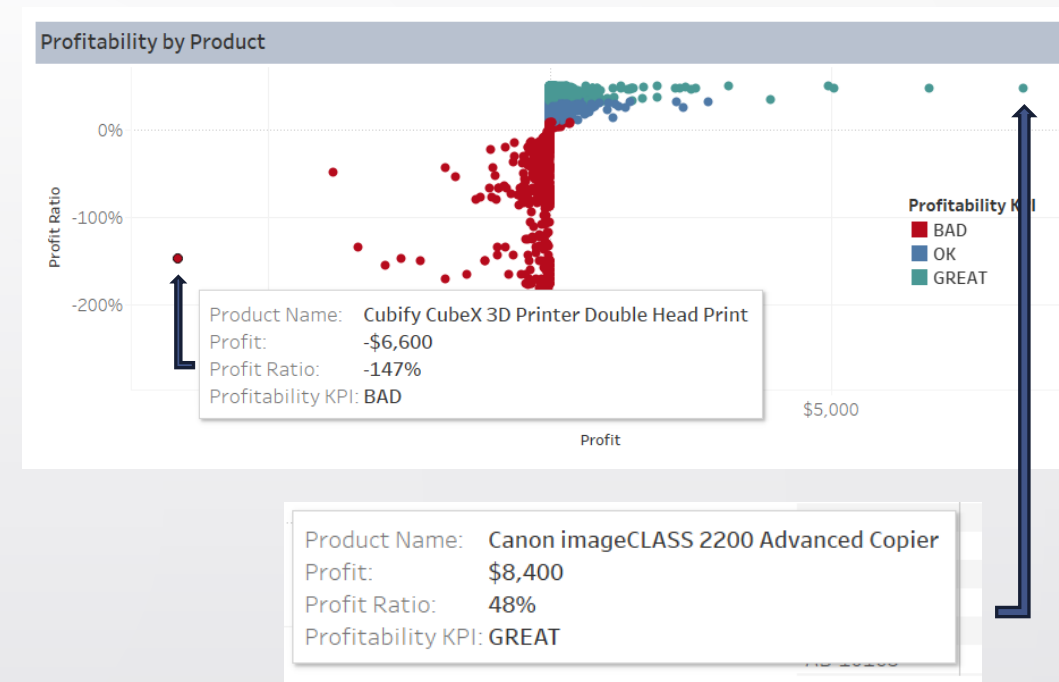 Profitability by Product
0%
-100%
-200%
Profit Ratio
Profitability K I
BAD
OK
GREAT
Product Name: Cubify CubeX 3D Printer Double Head Print
Profit: -$6,600
Profit Ratio: -147%
Profitability KPI: BAD
$5,000
Profit
Product Name: Canon imageCLASS 2200 Advanced Copier
Profit: $8,400
Profit Ratio: 48%
Profitability KPI: GREAT